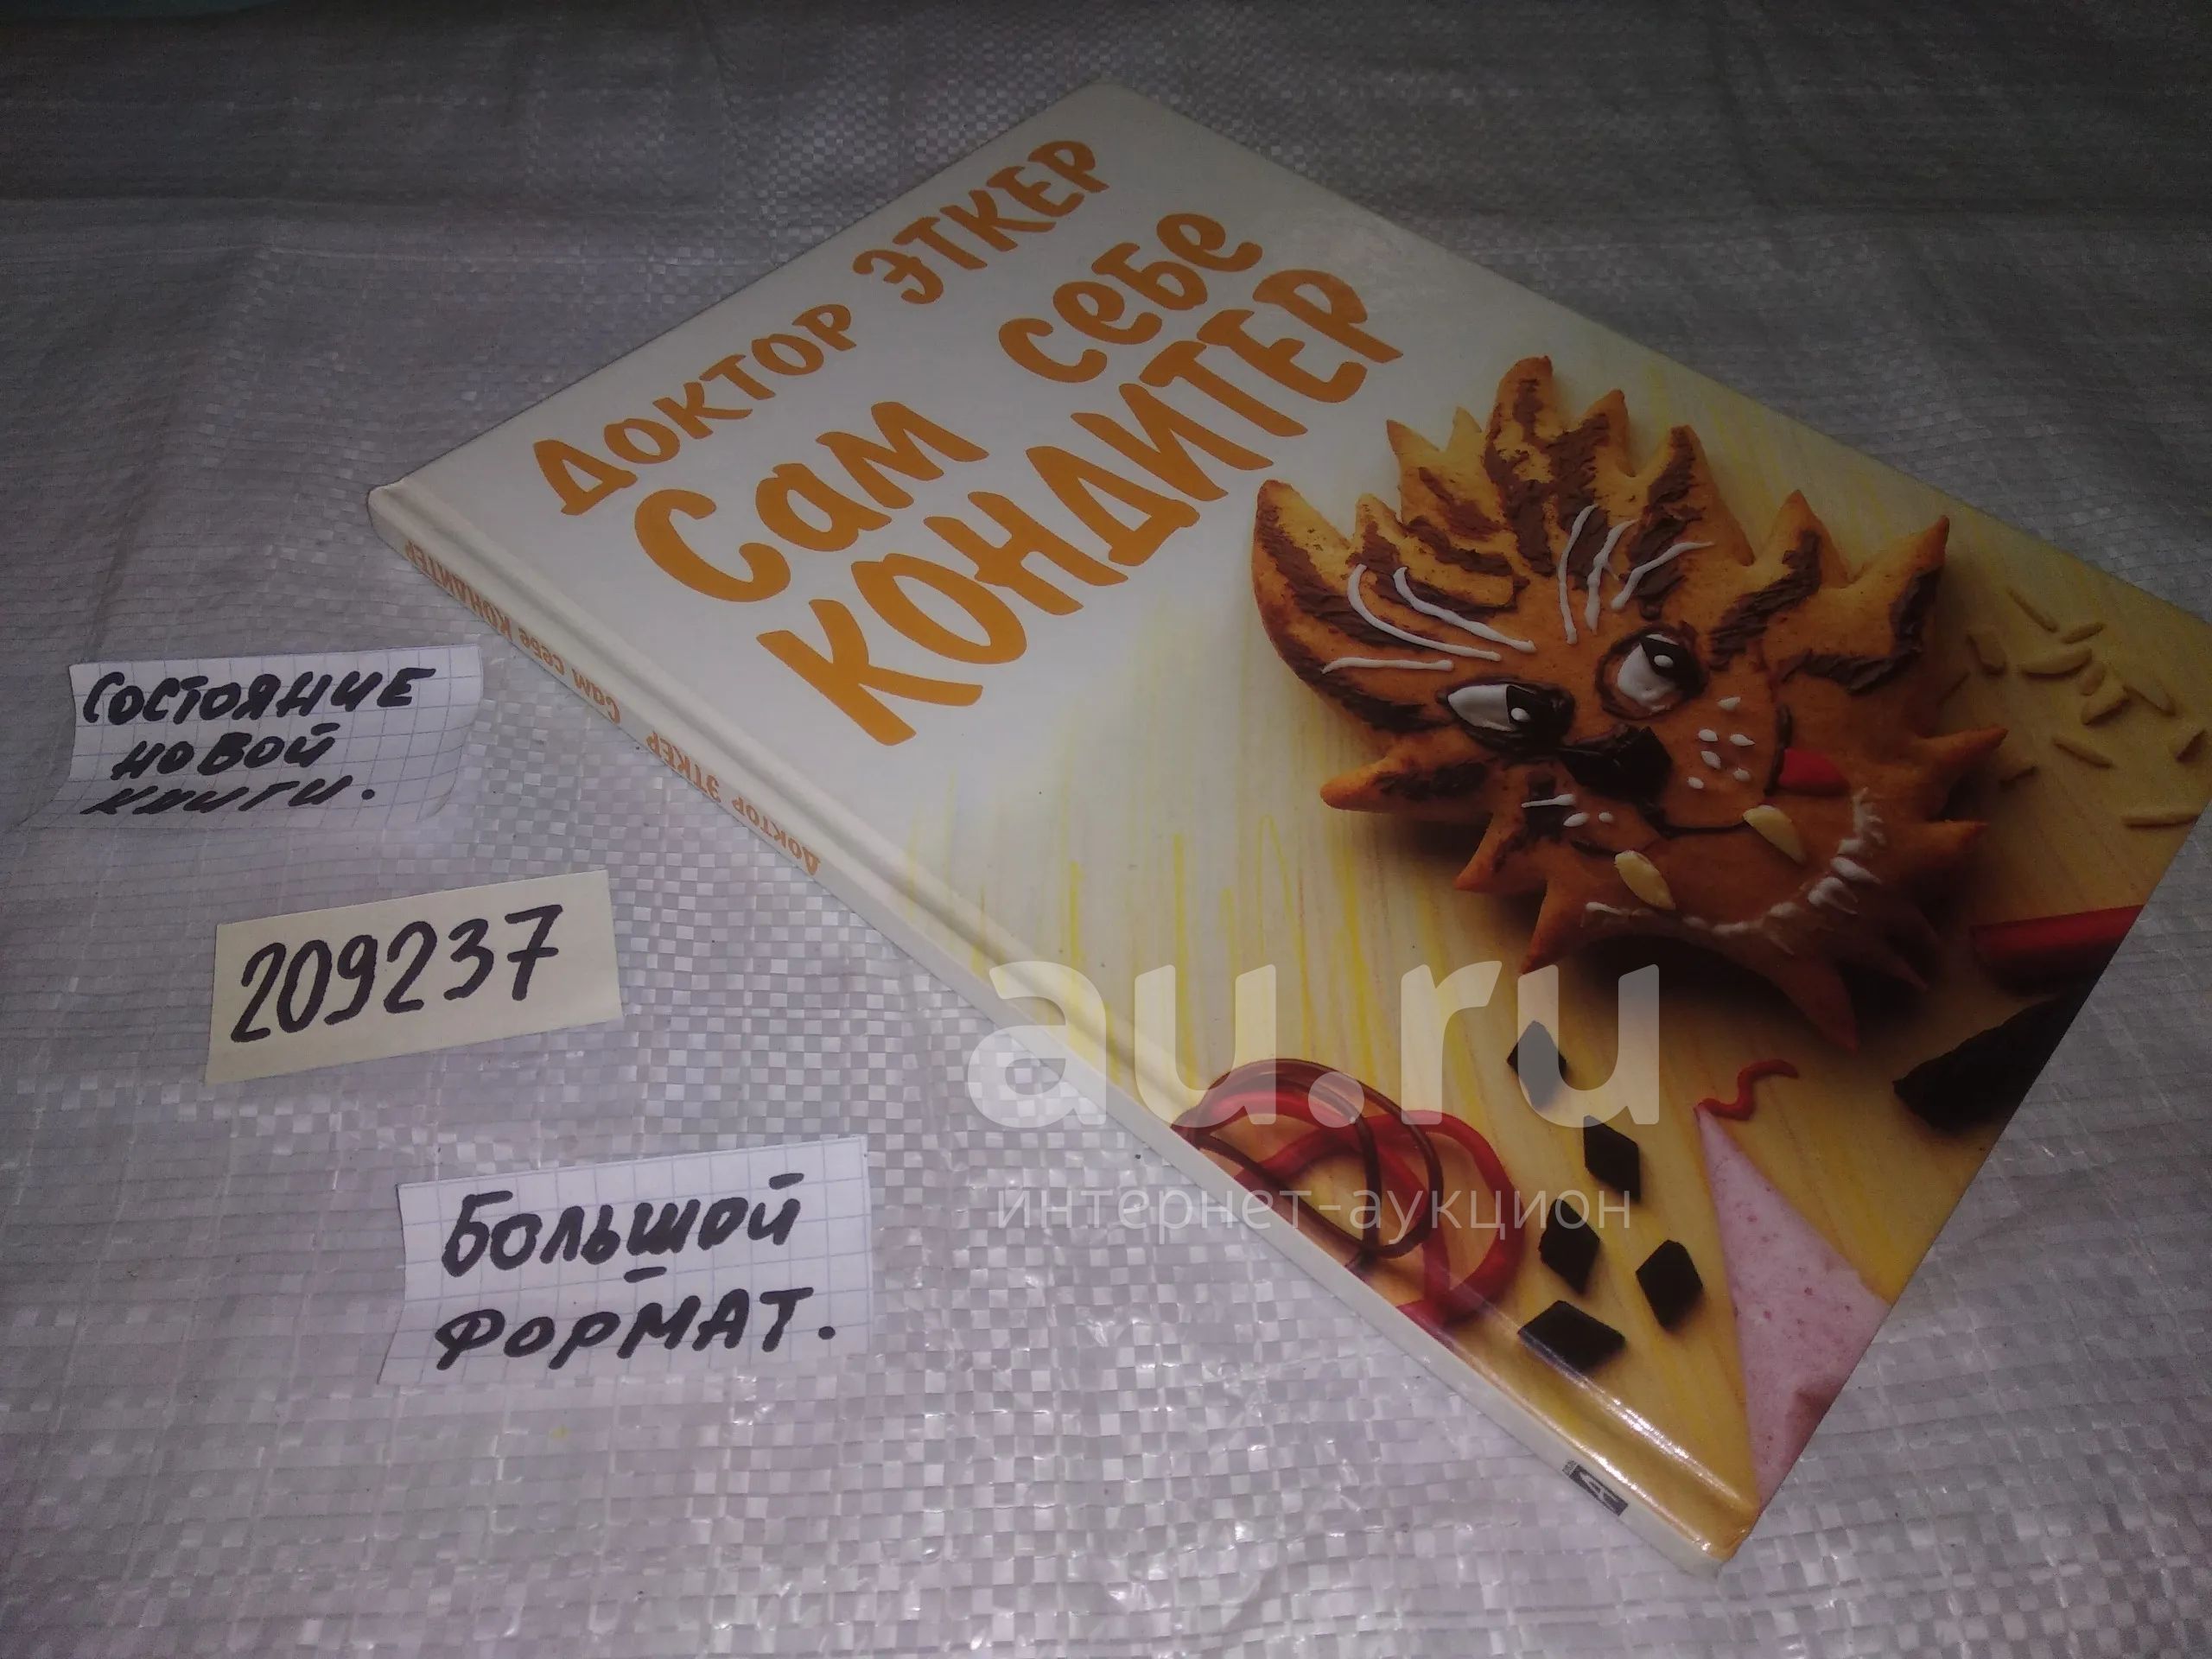 ДОКТОР ЭТКЕР
Сам себе
КОНДИТЕР
ДОКТОР ЭТКЕР Сам себе КОНДИТЕР
СОСТОЯНИЕ
НОВОЙ
КНИГИ.
209237
БОЛЬШОЙ
ФОРМАТ.
au.ru
интернет-аукцион